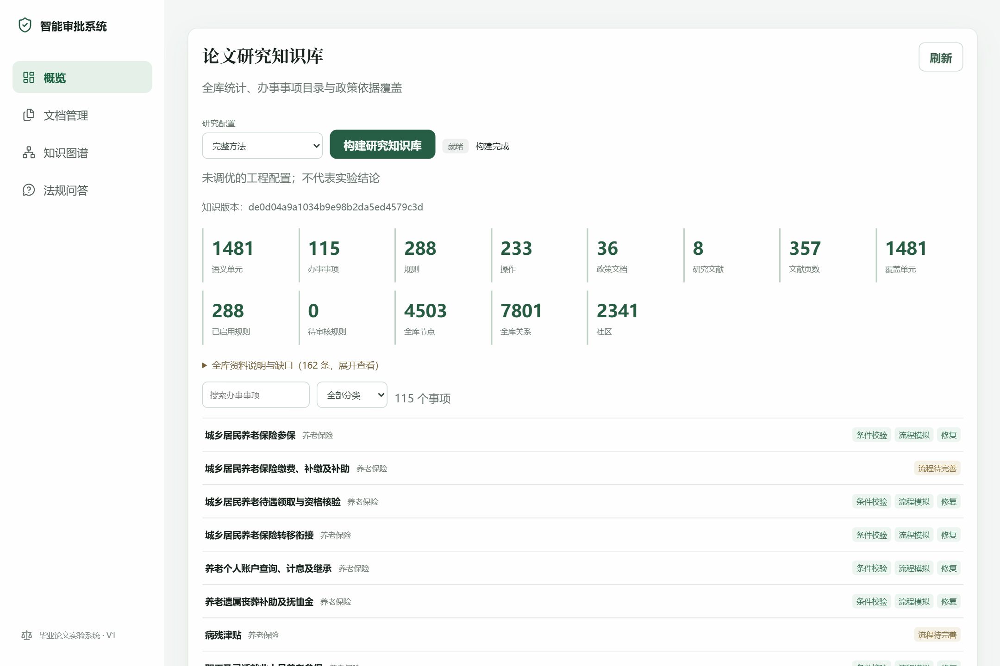 智能审批系统
概览
文档管理
知识图谱
法规问答
毕业论文实验系统 · V1
论文研究知识库
刷新
全库统计、办事事项目录与政策依据覆盖
研究配置
完整方法 构建研究知识库 就绪 构建完成
未调优的工程配置；不代表实验结论
知识版本：de0d04a9a1034b9e98b2da5ed4579c3d
1481 115 288 233 36 8 357 1481
语义单元 办事事项 规则 操作 政策文档 研究文献 文献页数 覆盖单元
288 0 4503 7801 2341
已启用规则 待审核规则 全库节点 全库关系 社区
全库资料说明与缺口（162 条，展开查看）
搜索办事事项 全部分类 115 个事项
城乡居民养老保险参保 养老保险 条件校验 流程模拟 修复
城乡居民养老保险缴费、补缴及补助 养老保险 流程待完善
城乡居民养老待遇领取与资格核验 养老保险 条件校验 流程模拟 修复
城乡居民养老保险转移衔接 养老保险 条件校验 流程模拟 修复
养老个人账户查询、计息及继承 养老保险 条件校验 流程模拟 修复
养老遗属丧葬补助及抚恤金 养老保险 条件校验 流程模拟 修复
病残津贴 养老保险 流程待完善